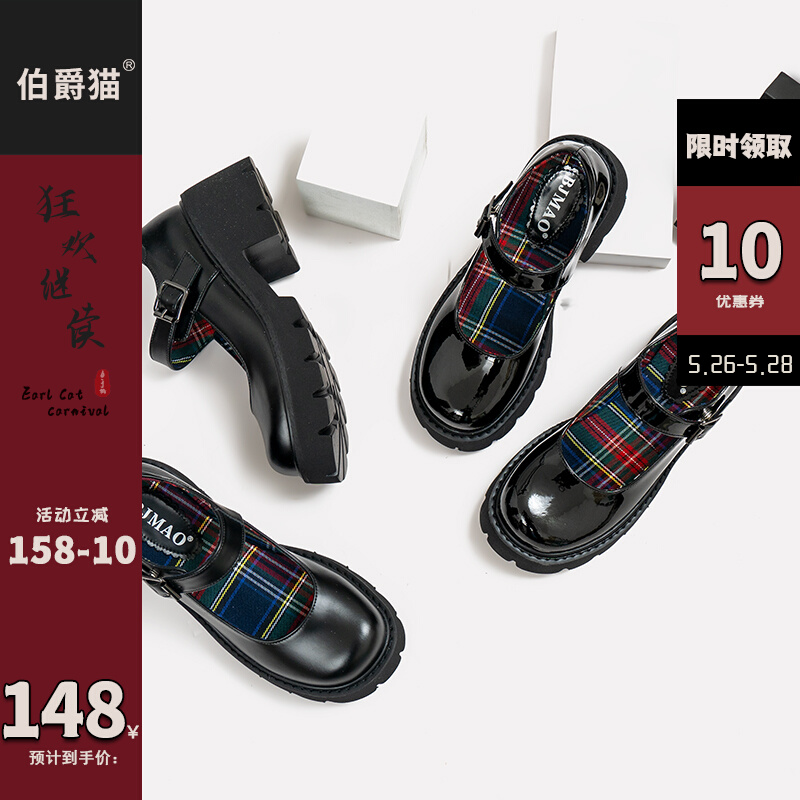 伯爵猫®
狂
欢
继
续
Earl Cat
Carnival
活动立减
158-10
148¥
预计到手价:
限时领取
10
优惠券
5.26-5.28
BJMAO
BJMAO®